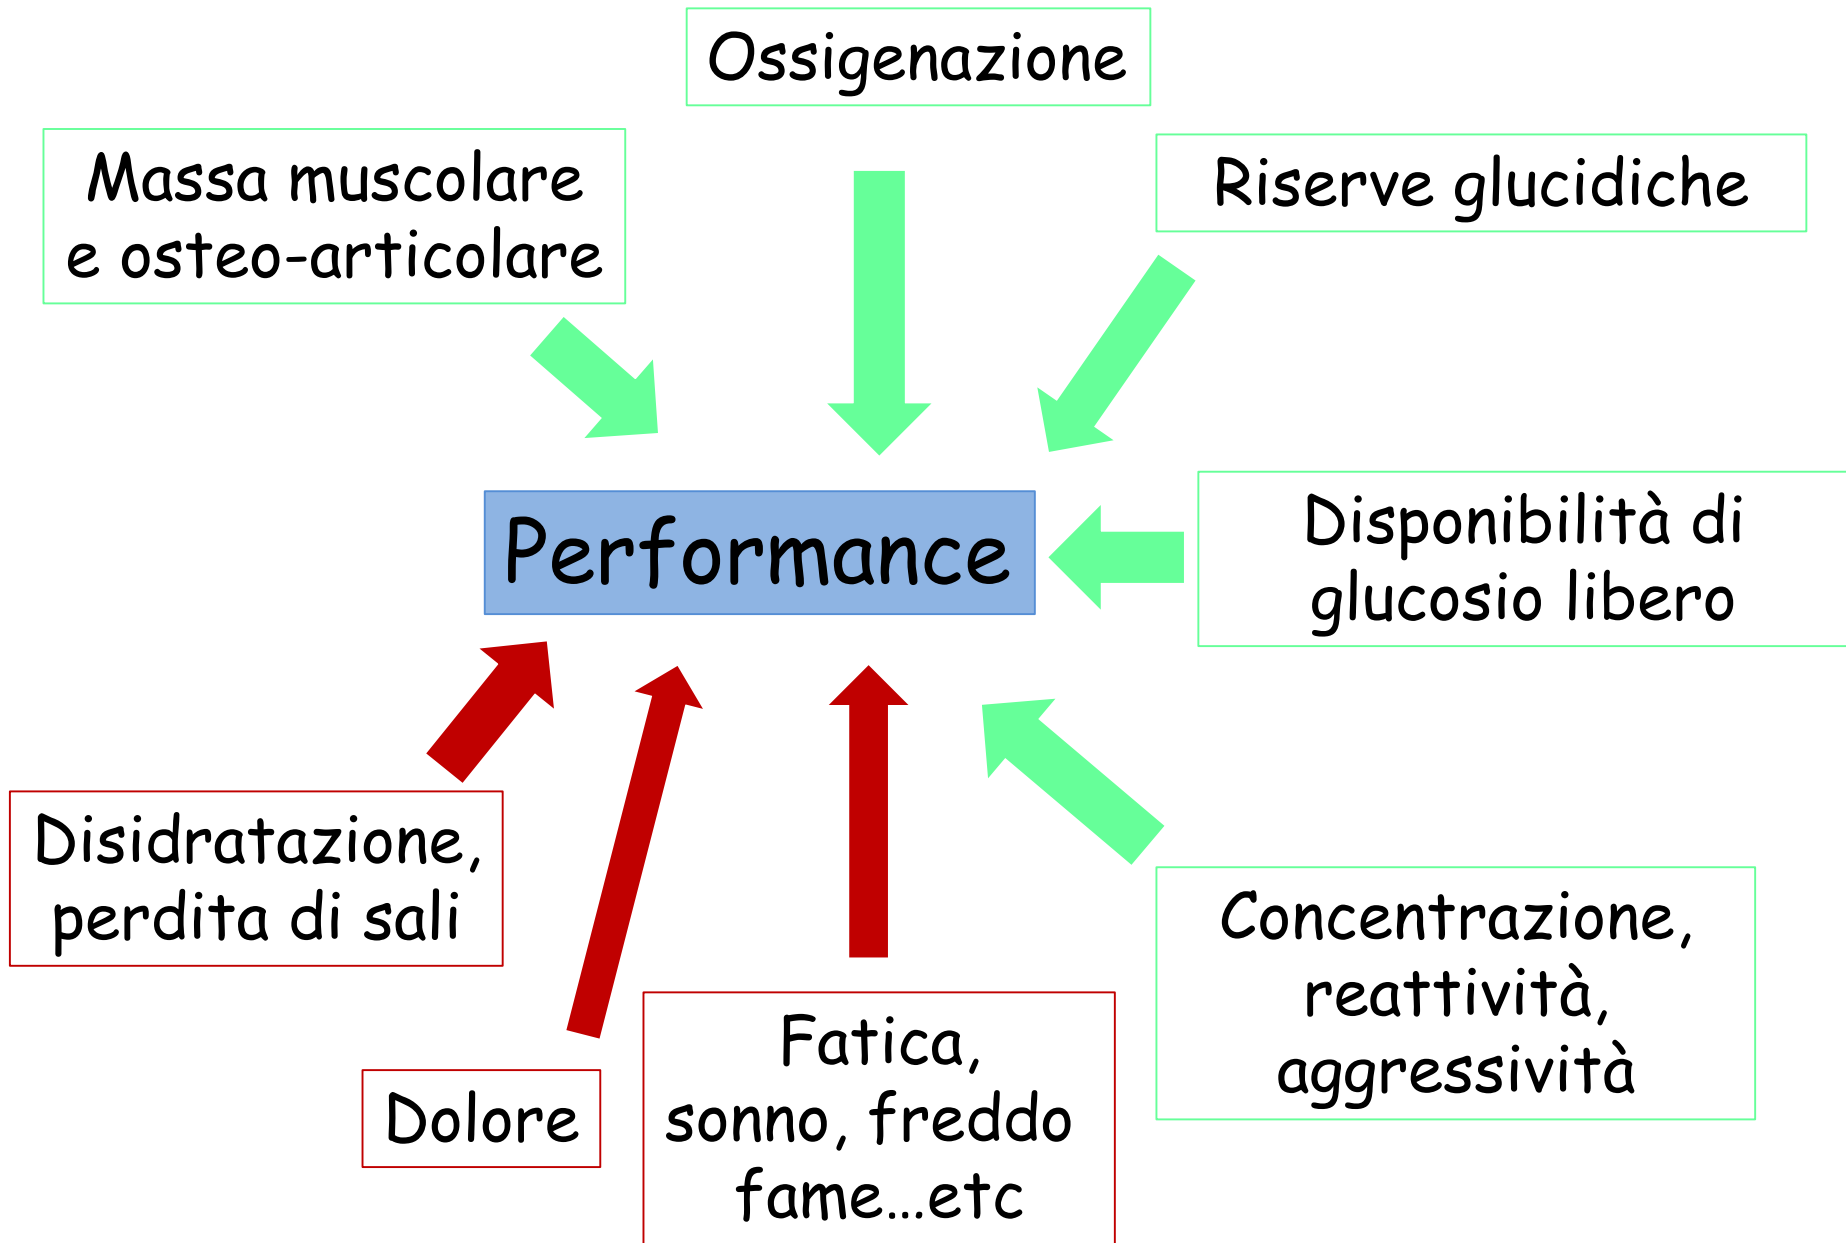 Ossigenazione
Massa muscolare
e osteo-articolare
Riserve glucidiche
Performance
Disponibilità di
glucosio libero
Disidratazione,
perdita di sali
Dolore
Fatica,
sonno, freddo
fame...etc
Concentrazione,
reattività,
aggressività